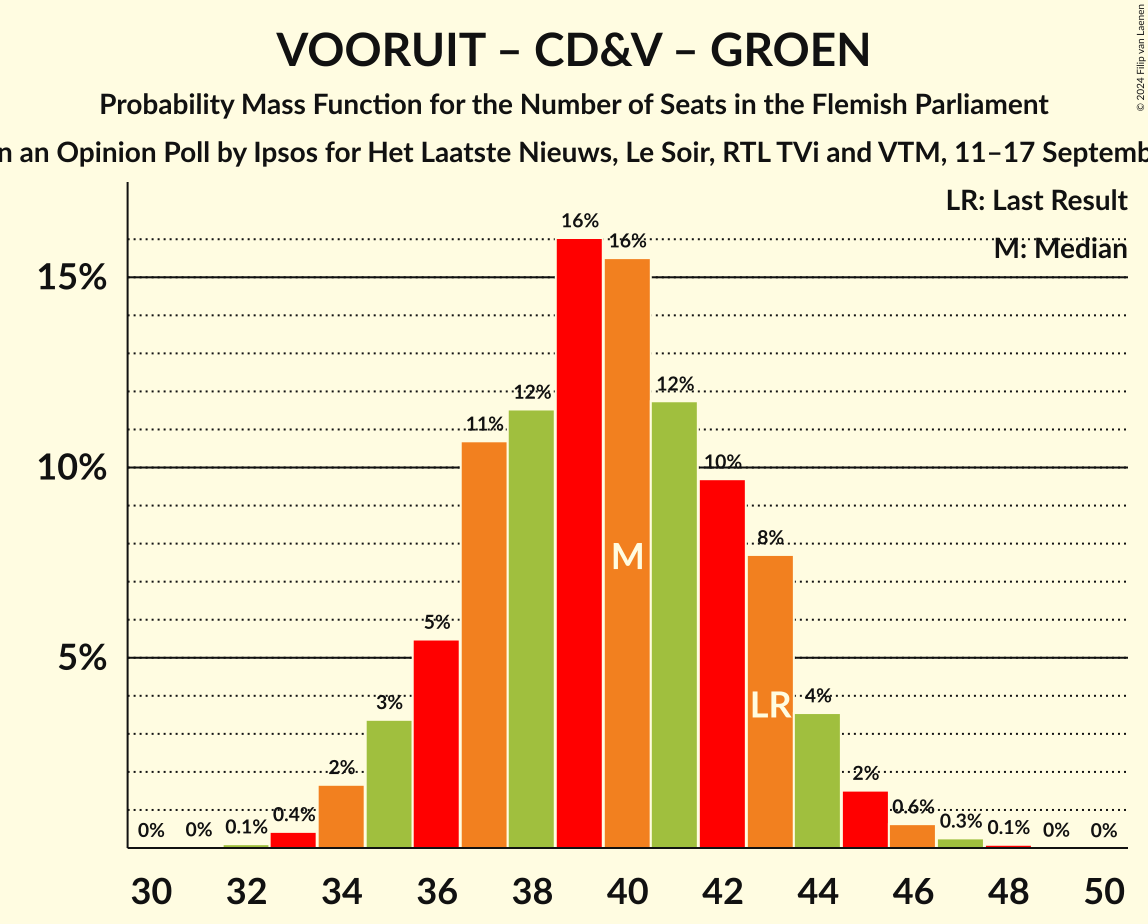 © 2024 Filip van Laenen
VOORUIT – CD&V – GROEN
Probability Mass Function for the Number of Seats in the Flemish Parliament
an Opinion Poll by Ipsos for Het Laatste Nieuws, Le Soir, RTL TVi and VTM, 11–17
LR: Last Result
M: Median
15%
10%
5%
0% 0% 0.1% 0.4% 2% 3% 5% 11% 12% 16% 16% 12% 10% 8% 4% 2% 0.6% 0.3% 0.1% 0% 0%
M
LR
30 32 34 36 38 40 42 44 46 48 50